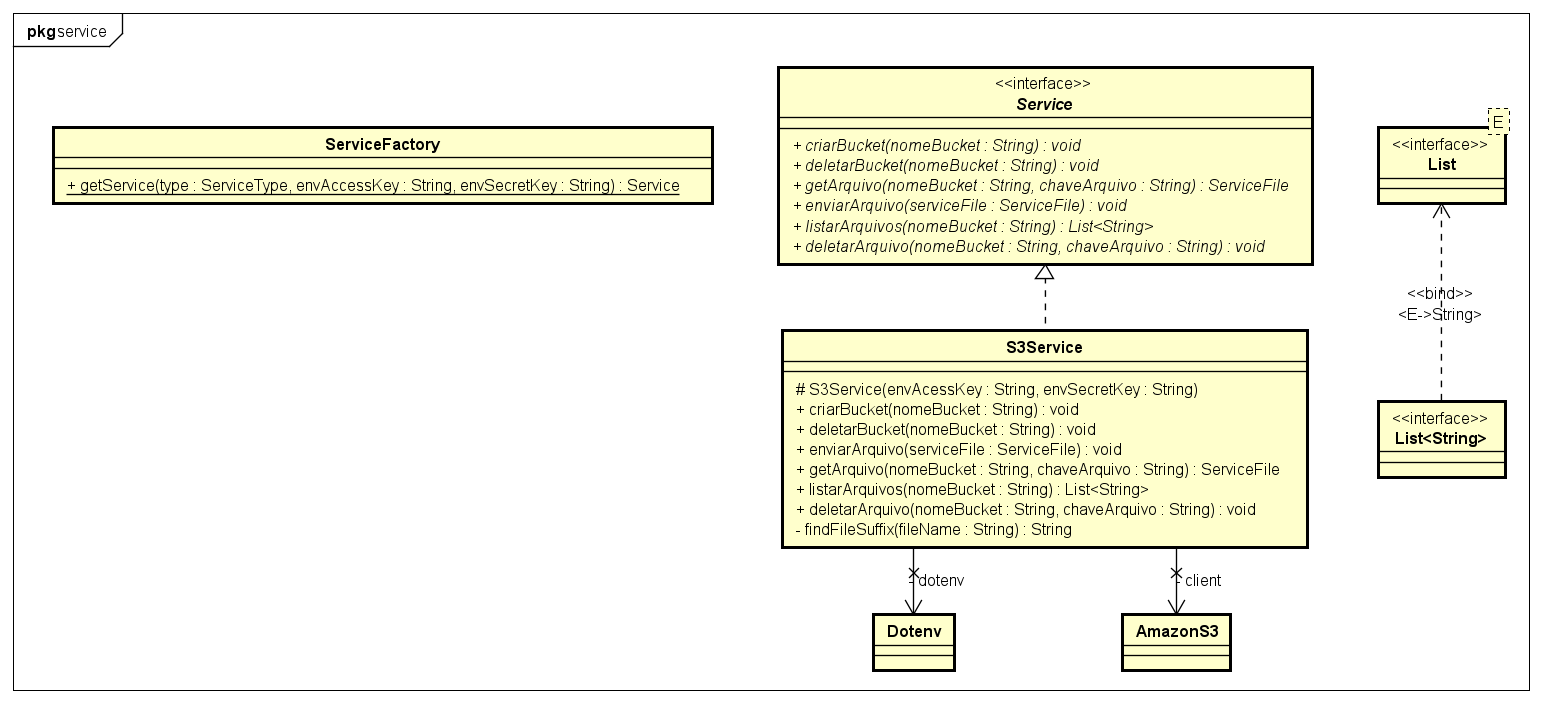 pkg service
ServiceFactory
+ getService(type : ServiceType, envAccessKey : String, envSecretKey : String) : Service
<<interface>>
Service
+ criarBucket(nomeBucket : String) : void
+ deletarBucket(nomeBucket : String) : void
+ getArquivo(nomeBucket : String, chaveArquivo : String) : ServiceFile
+ enviarArquivo(serviceFile : ServiceFile) : void
+ listarArquivos(nomeBucket : String) : List<String>
+ deletarArquivo(nomeBucket : String, chaveArquivo : String) : void
E
<<interface>>
List
<<bind>>
<E->String>
<<interface>>
List<String>
S3Service
# S3Service(envAcessKey : String, envSecretKey : String)
+ criarBucket(nomeBucket : String) : void
+ deletarBucket(nomeBucket : String) : void
+ enviarArquivo(serviceFile : ServiceFile) : void
+ getArquivo(nomeBucket : String, chaveArquivo : String) : ServiceFile
+ listarArquivos(nomeBucket : String) : List<String>
+ deletarArquivo(nomeBucket : String, chaveArquivo : String) : void
- findFileSuffix(fileName : String) : String
- dotenv
- client
Dotenv
AmazonS3